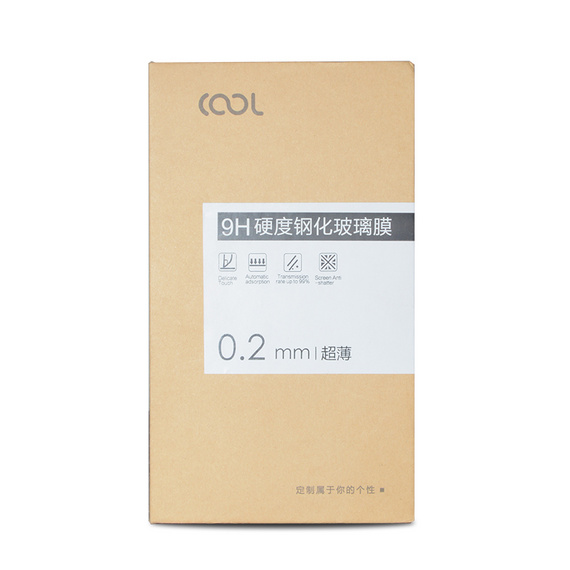 COOL
9H 硬度钢化玻璃膜
Delicate Automatic Transmission Screen Anti
Touch adsorption rate up to 99% -shatter
0.2 mm | 超薄
定制属于你的个性